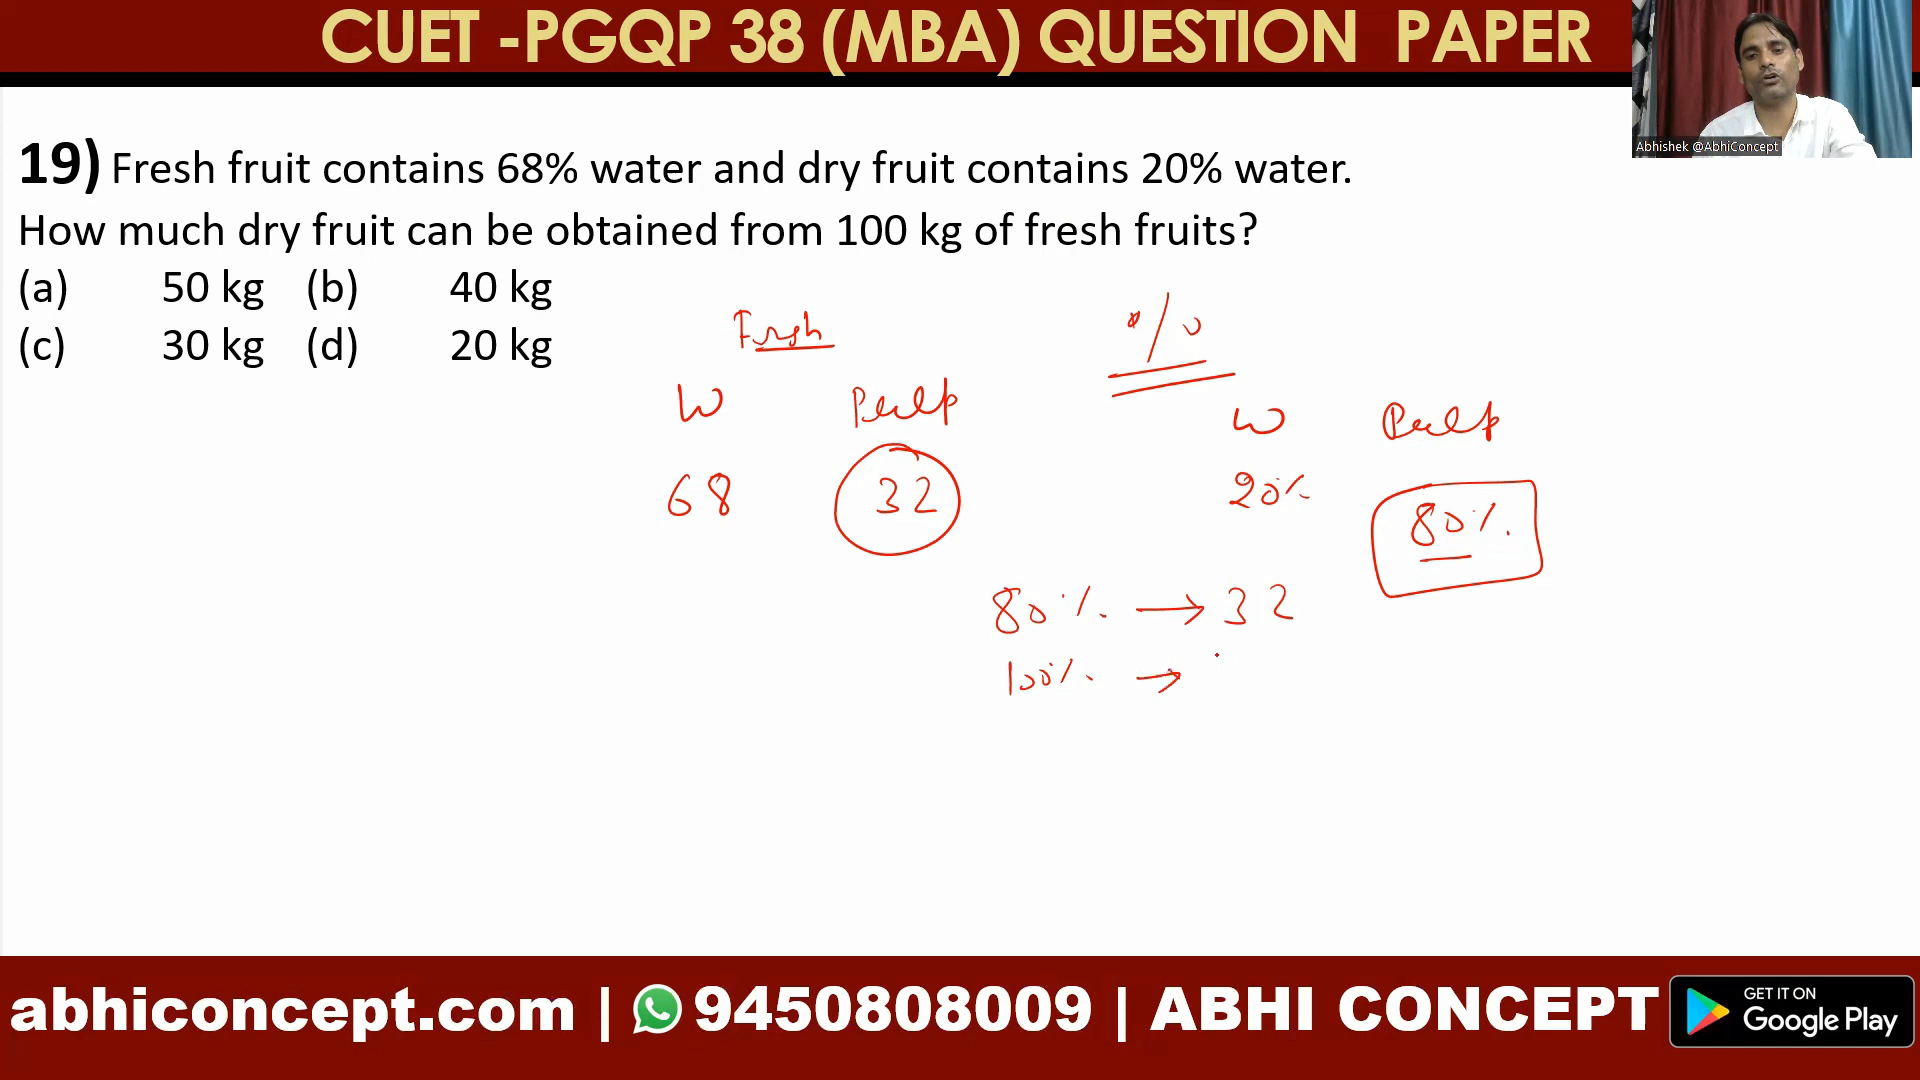 CUET -PGQP 38 (MBA) QUESTION PAPER
Abhishek @AbhiConcept
19) Fresh fruit contains 68% water and dry fruit contains 20% water.
How much dry fruit can be obtained from 100 kg of fresh fruits?
(a) 50 kg (b) 40 kg
(c) 30 kg (d) 20 kg
Fresh %
W Pulp W Pulp
68 32 20% 80%
80% → 32
100% →
abhiconcept.com | 9450808009 | ABHI CONCEPT
GET IT ON
Google Play